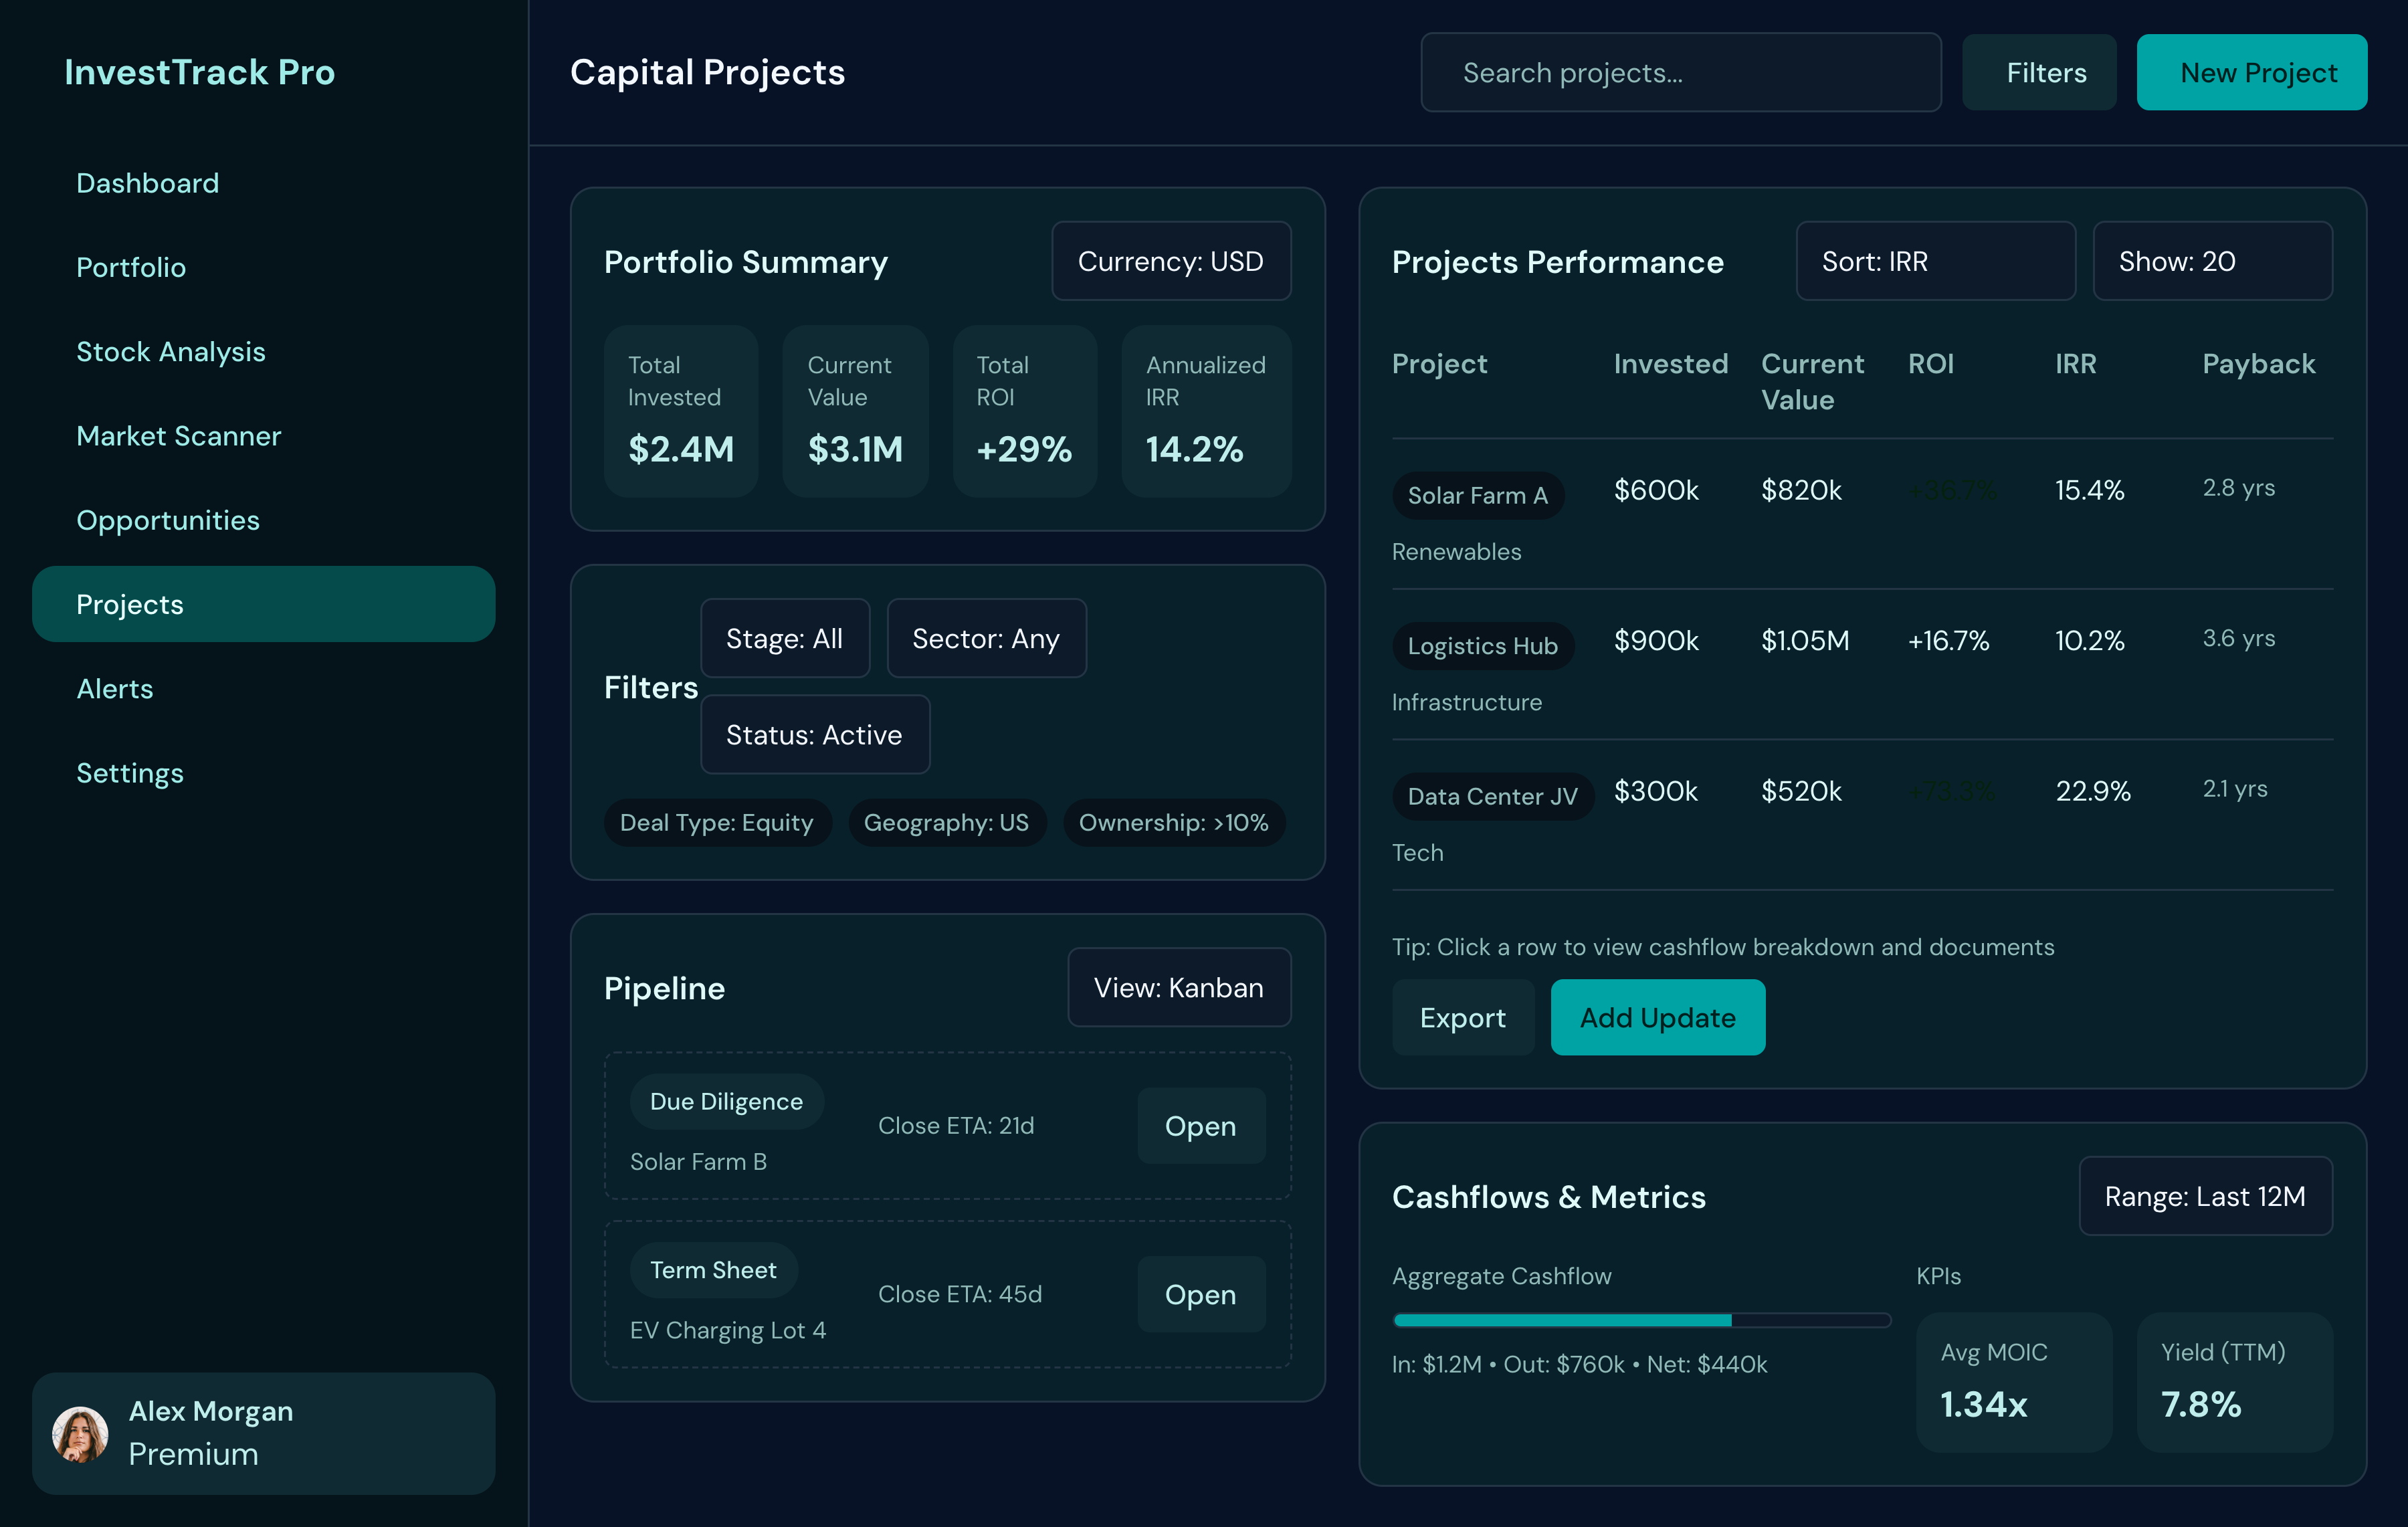 InvestTrack Pro
Dashboard
Portfolio
Stock Analysis
Market Scanner
Opportunities
Projects
Alerts
Settings
Alex Morgan
Premium
Capital Projects
Search projects...
Filters
New Project
Portfolio Summary
Currency: USD
Total
Invested
$2.4M
Current
Value
$3.1M
Total
ROI
+29%
Annualized
IRR
14.2%
Filters
Stage: All
Sector: Any
Status: Active
Deal Type: Equity
Geography: US
Ownership: >10%
Pipeline
View: Kanban
Due Diligence
Solar Farm B
Close ETA: 21d
Open
Term Sheet
EV Charging Lot 4
Close ETA: 45d
Open
Projects Performance
Sort: IRR
Show: 20
Project Invested Current Value ROI IRR Payback
Solar Farm A $600k $820k +36.7% 15.4% 2.8 yrs
Renewables
Logistics Hub $900k $1.05M +16.7% 10.2% 3.6 yrs
Infrastructure
Data Center JV $300k $520k +73.3% 22.9% 2.1 yrs
Tech
Tip: Click a row to view cashflow breakdown and documents
Export
Add Update
Cashflows & Metrics
Range: Last 12M
Aggregate Cashflow
In: $1.2M • Out: $760k • Net: $440k
KPIs
Avg MOIC
1.34x
Yield (TTM)
7.8%